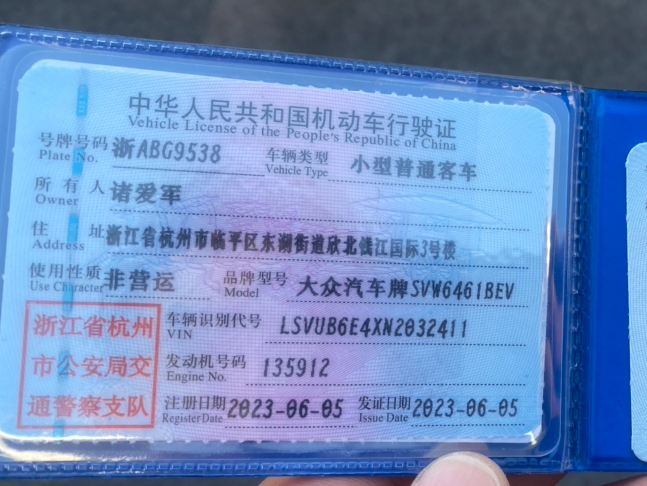 中华人民共和国机动车行驶证
Vehicle License of the People's Republic of China
号牌号码 浙ABG9538 车辆类型 小型普通客车
Plate No. Vehicle Type
所有人 诸爱军
Owner
住址 浙江省杭州市临平区东湖街道欣北钱江国际3号楼
Address
使用性质 非营运 品牌型号 大众汽车牌SVW6461BEV
Use Character Model
浙江省杭州 车辆识别代号 LSVUB6E4XN2032411
VIN
市公安局交 发动机号码 135912
Engine No.
通警察支队 注册日期 2023-06-05 发证日期 2023-06-05
Register Date Issue Date